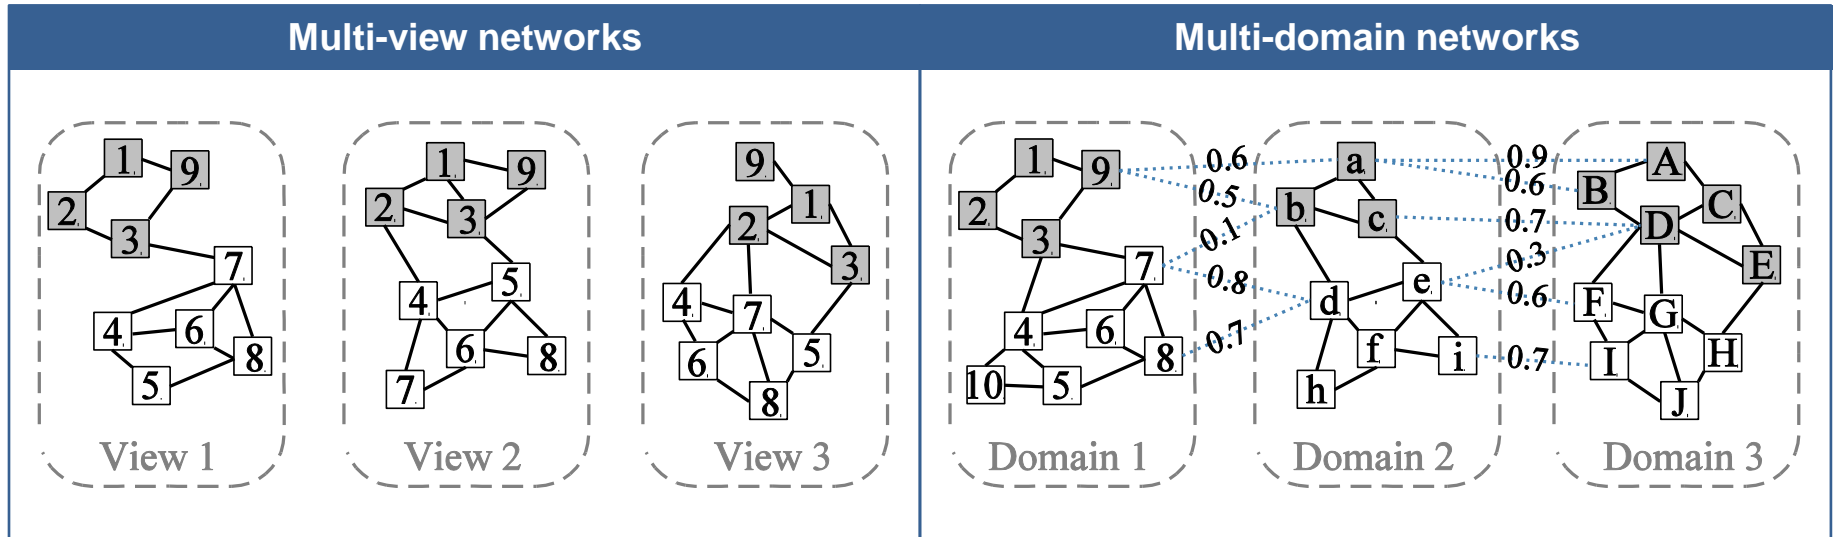 Multi-view networks
Multi-domain networks
1
9
2
3
7
4
6
8
5
View 1
1
9
2
3
5
4
6
8
7
View 2
9
1
2
3
4
7
6
5
8
View 3
1
9
2
3
7
4
6
8
10
5
Domain 1
0.6
0.5
0.1
0.8
0.7
a
b
c
e
d
f
i
h
Domain 2
0.9
0.6
0.7
0.3
0.6
0.7
A
B
C
D
E
F
G
H
I
J
Domain 3